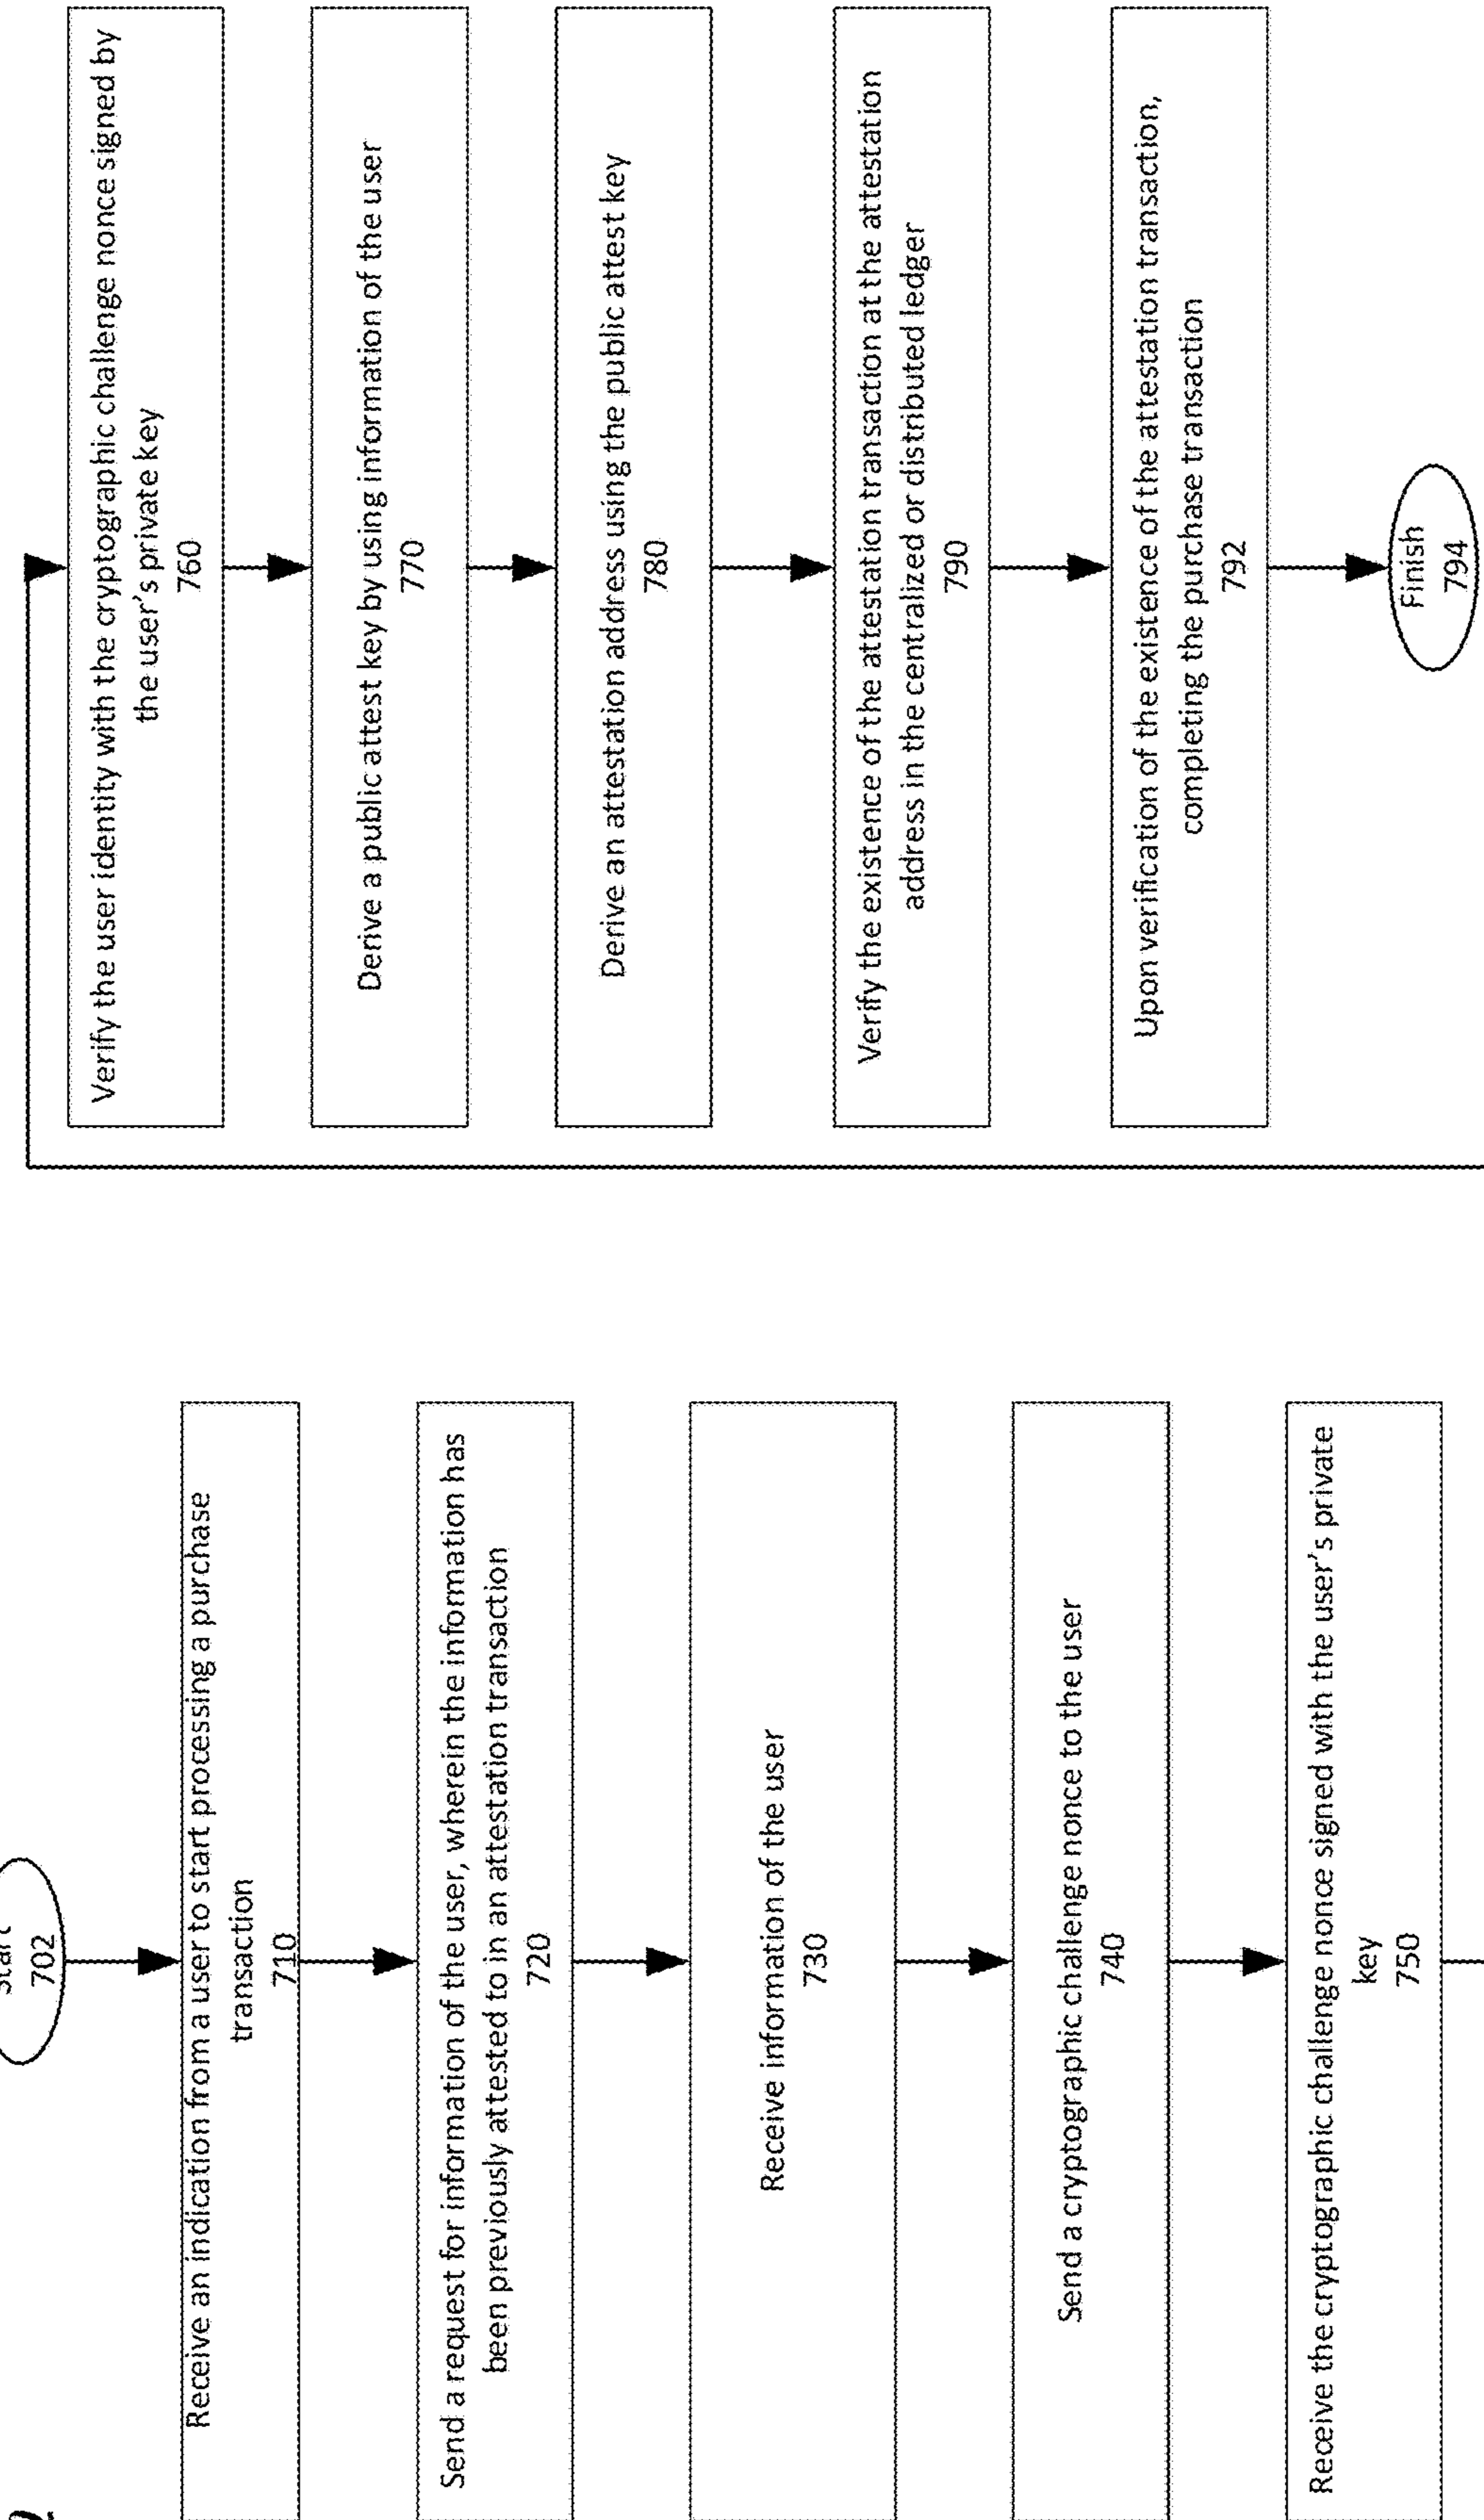 Start
702
Receive an indication from a user to start processing a purchase
transaction
710
Send a request for information of the user, wherein the information has
been previously attested to in an attestation transaction
720
Receive information of the user
730
Send a cryptographic challenge nonce to the user
740
Receive the cryptographic challenge nonce signed with the user's private
key
750
Verify the user identity with the cryptographic challenge nonce signed by
the user's private key
760
Derive a public attest key by using information of the user
770
Derive an attestation address using the public attest key
780
Verify the existence of the attestation transaction at the attestation
address in the centralized or distributed ledger
790
Upon verification of the existence of the attestation transaction,
completing the purchase transaction
792
Finish
794